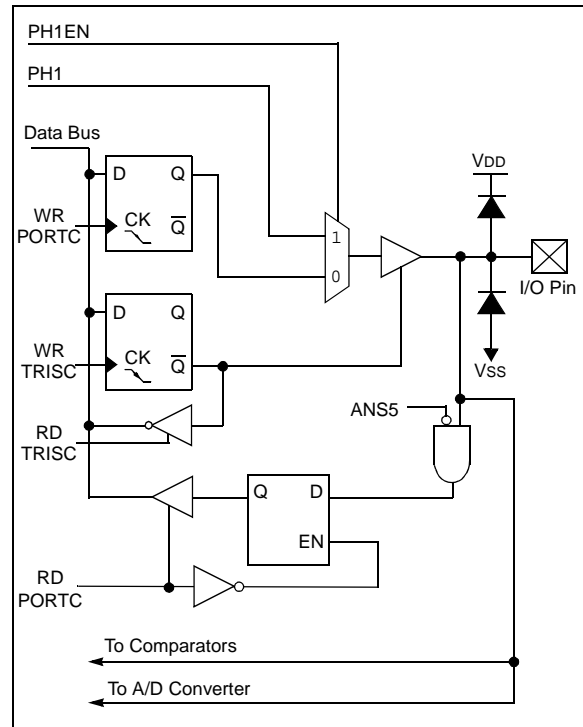 PH1EN
PH1
Data Bus
VDD
D Q
WR
PORTC
CK
Q
1
0
I/O Pin
D Q
WR
TRISC
CK
Q
VSS
ANS5
RD
TRISC
Q D
EN
RD
PORTC
To Comparators
To A/D Converter